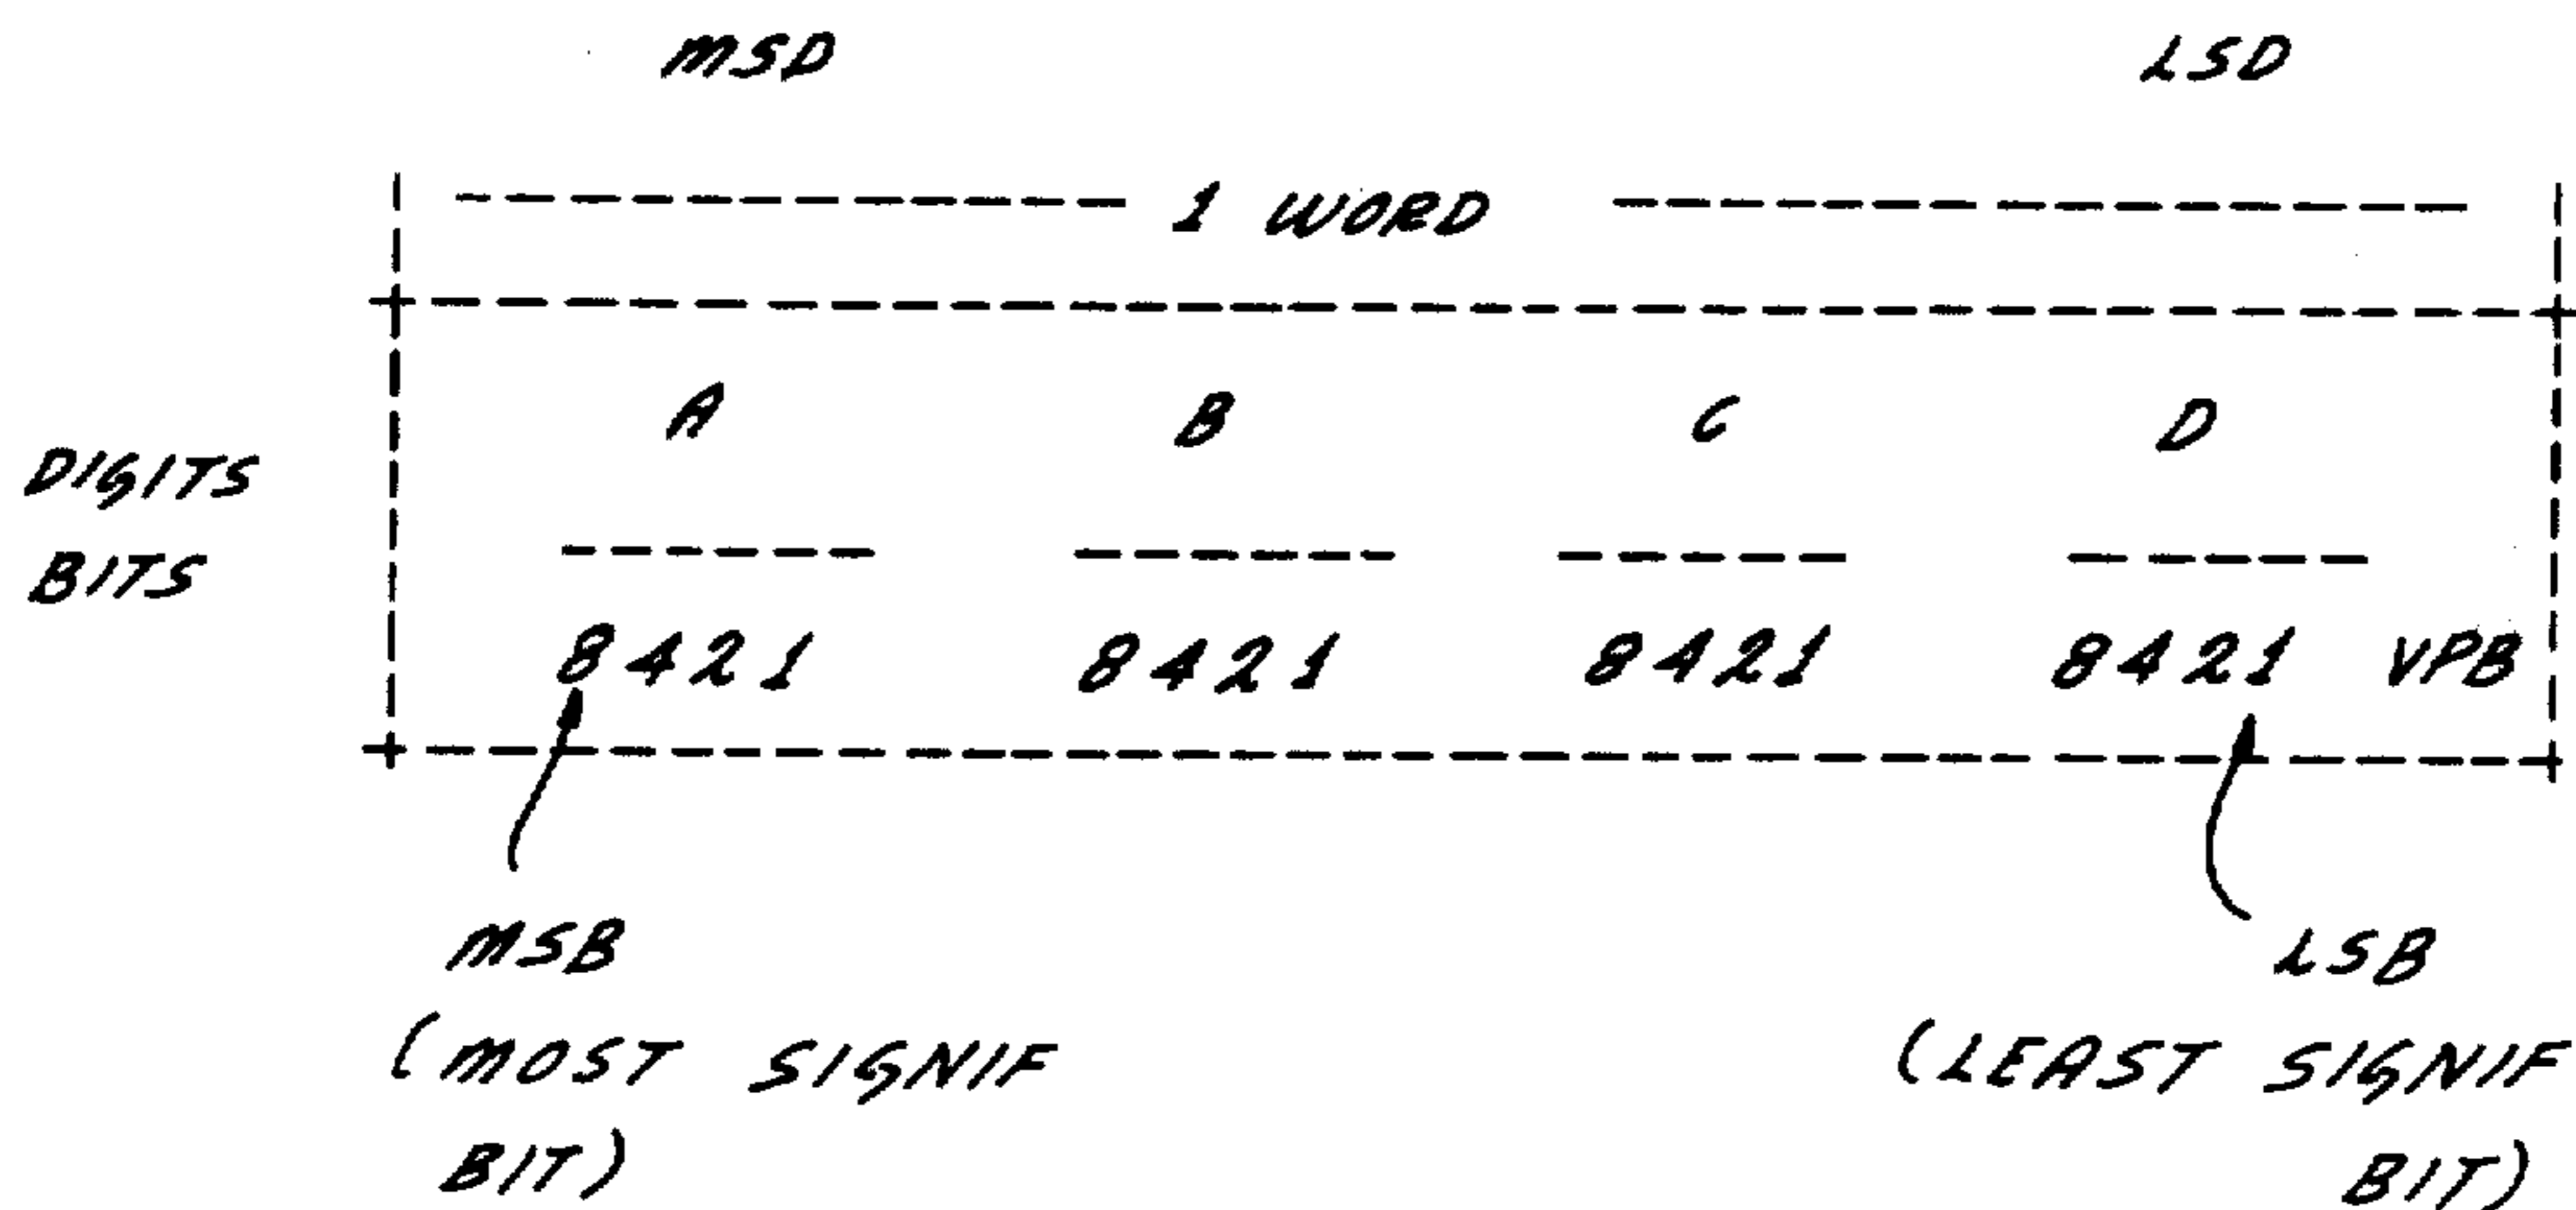 MSD LSD
1 WORD
A B C D
DIGITS
BITS
8421 8421 8421 8421 VPB
MSB LSB
(MOST SIGNIF (LEAST SIGNIF
BIT) BIT)